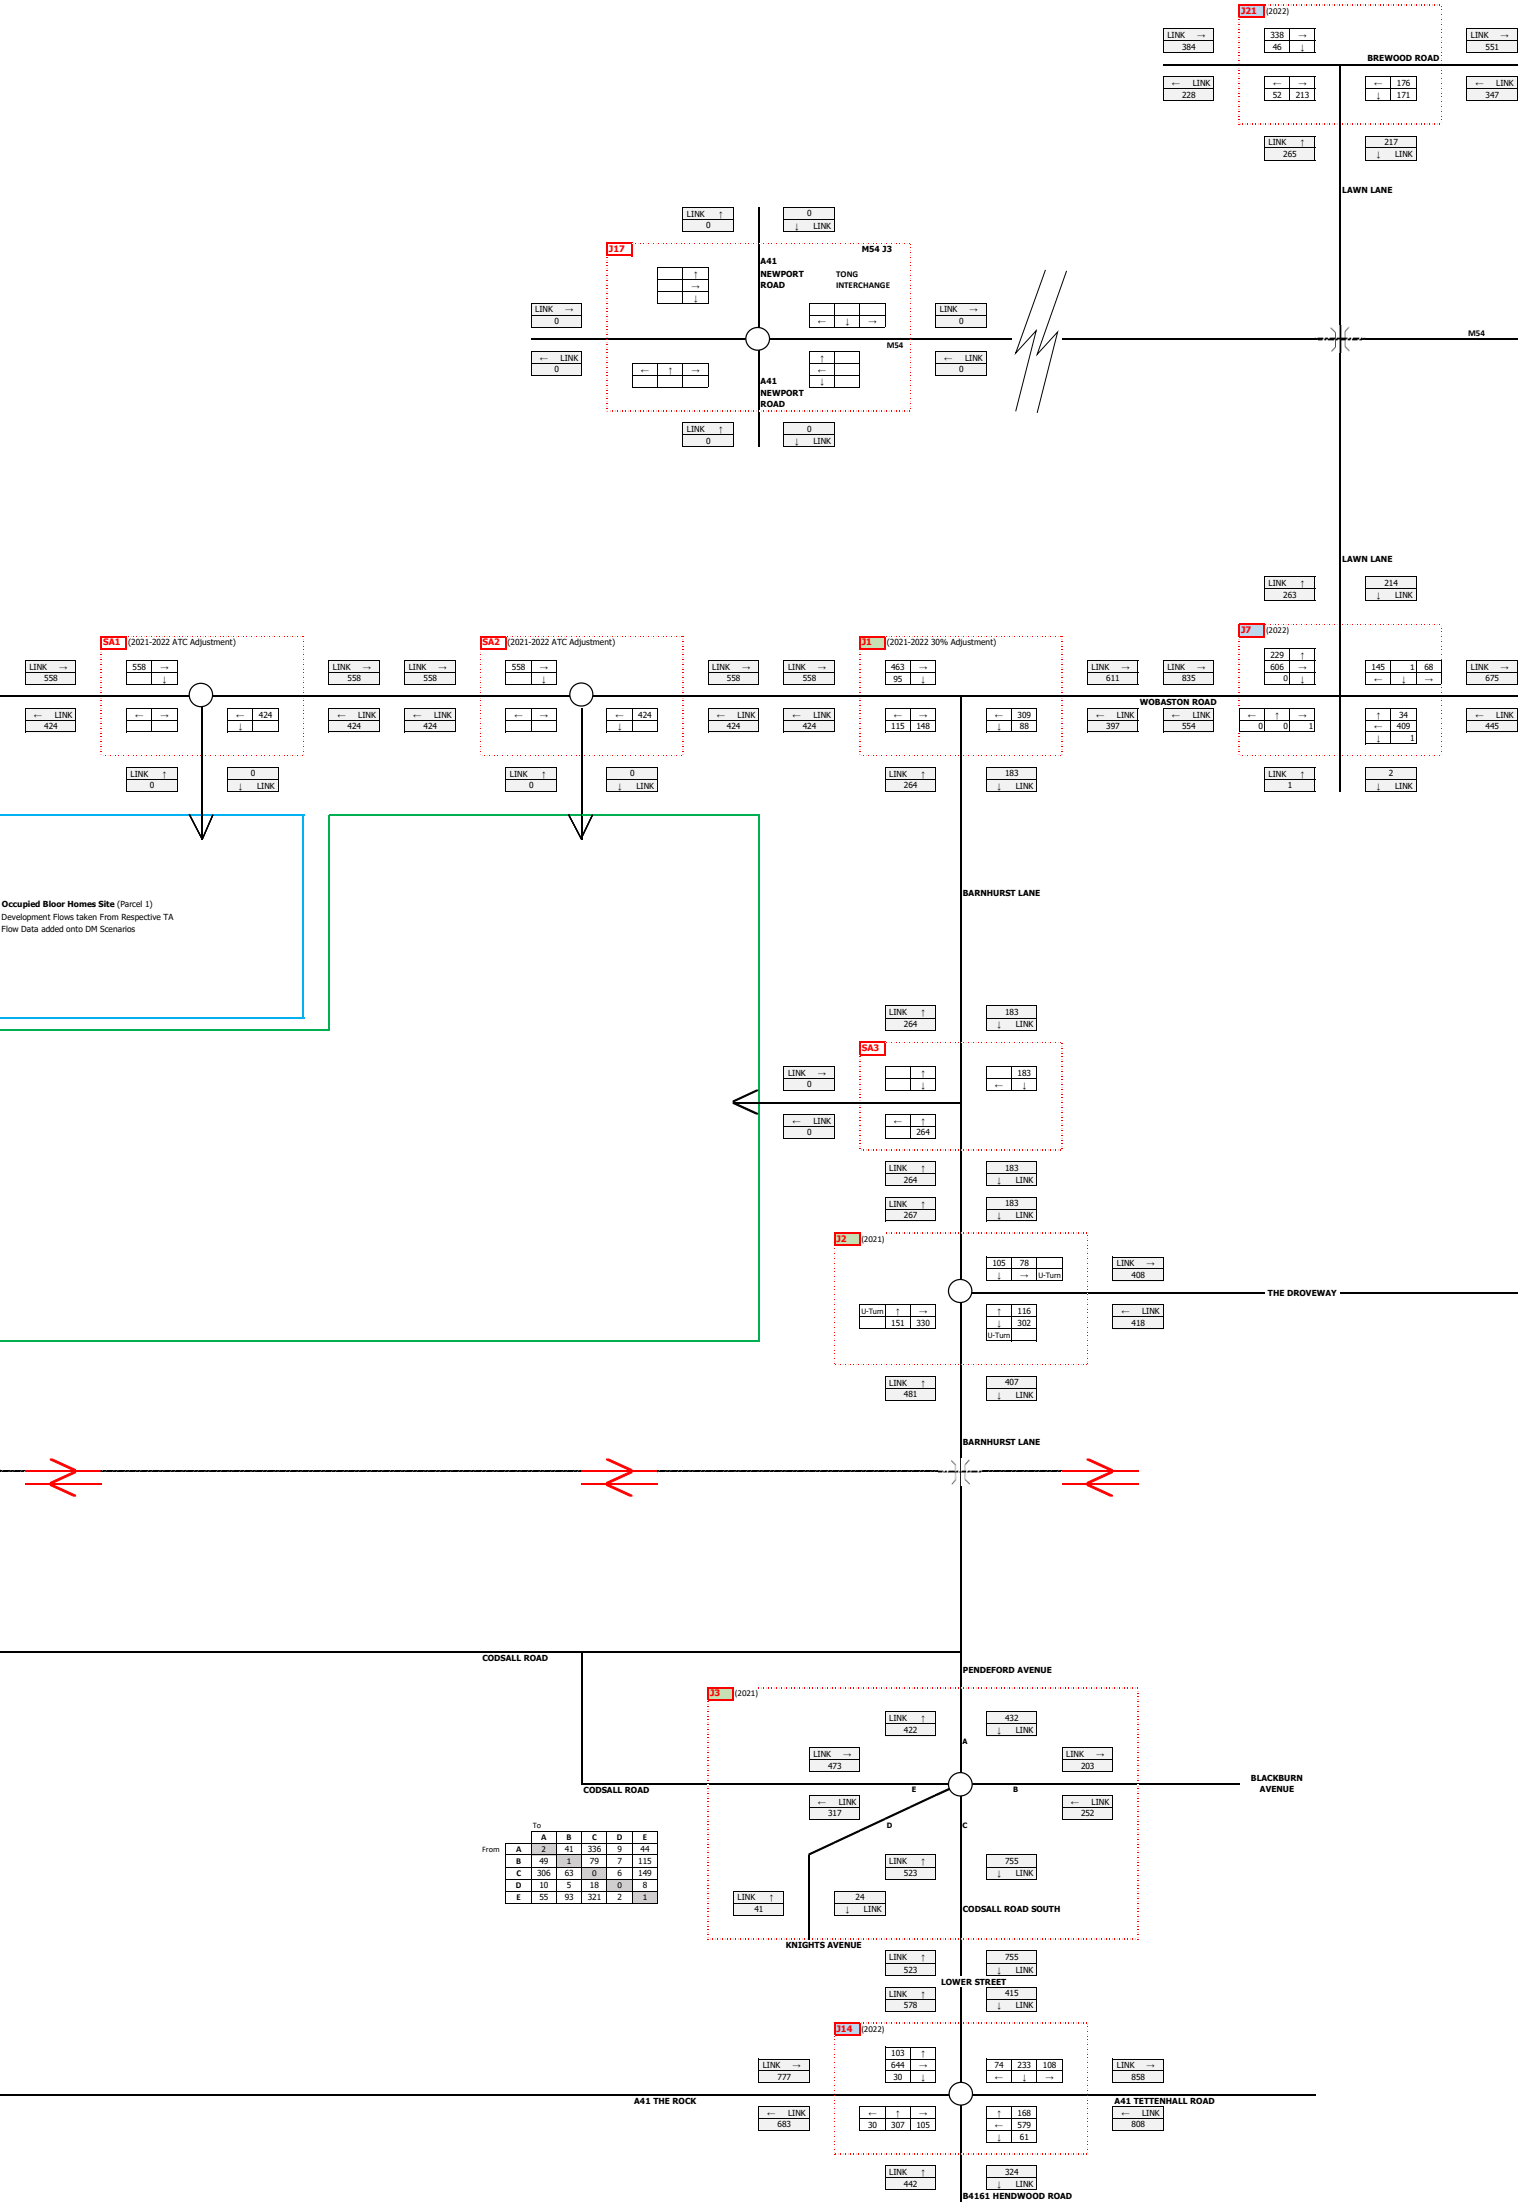 J21 (2022)
LINK → 338 → LINK →
384 46 ↓ 551
BREWOOD ROAD
← LINK ← → ← 176 ← LINK
228 52 213 ↓ 171 347
LINK ↑ 217
265 ↓ LINK
LAWN LANE
LINK ↑ 0
0 ↓ LINK
J17 M54 J3
A41
NEWPORT
ROAD
TONG
INTERCHANGE
↑
→
↓
LINK → LINK →
0 ← ↓ → 0
M54
M54
← LINK ↑ ← LINK
0 ← ↑ → ← 0
↓
A41
NEWPORT
ROAD
LINK ↑ 0
0 ↓ LINK
LAWN LANE
LINK ↑ 214
263 ↓ LINK
SA1 (2021-2022 ATC Adjustment)
SA2 (2021-2022 ATC Adjustment)
J1 (2021-2022 30% Adjustment)
J7 (2022)
LINK → 558 → LINK → LINK → 558 → LINK → LINK → 463 → LINK → LINK → 229 ↑ 145 1 68 LINK →
558 ↓ 558 558 ↓ 558 558 95 ↓ 611 835 606 → ← ↓ → 675
0 ↓
WOBASTON ROAD
← LINK ← → ← 424 ← LINK ← LINK ← → ← 424 ← LINK ← LINK ← → ← 309 ← LINK ← LINK ← ↑ → ↑ 34 ← LINK
424 ↓ 424 424 ↓ 424 424 115 148 ↓ 88 397 554 0 0 1 ← 409 445
↓ 1
LINK ↑ 0 LINK ↑ 0 LINK ↑ 183 LINK ↑ 2
0 ↓ LINK 0 ↓ LINK 264 ↓ LINK 1 ↓ LINK
Occupied Bloor Homes Site (Parcel 1)
Development Flows taken From Respective TA
Flow Data added onto DM Scenarios
BARNHURST LANE
LINK ↑ 183
264 ↓ LINK
SA3
LINK → ↑ 183
0 ↓ ← ↓
← LINK ← ↑
0 264
LINK ↑ 183
264 ↓ LINK
LINK ↑ 183
267 ↓ LINK
J2 (2021)
105 78 LINK →
↓ → U-Turn 408
THE DROVEWAY
U-Turn ↑ → ↑ 116 ← LINK
151 330 ↓ 302 418
U-Turn
LINK ↑ 407
481 ↓ LINK
BARNHURST LANE
CODSALL ROAD
PENDEFORD AVENUE
J3 (2021)
LINK ↑ 432
422 ↓ LINK
A
LINK → LINK →
473 203
CODSALL ROAD E B
BLACKBURN
AVENUE
← LINK ← LINK
317 252
D C
To
A B C D E
From A 2 41 336 9 44
B 49 1 79 7 115
C 306 63 0 6 149
D 10 5 18 0 8
E 55 93 321 2 1
LINK ↑ 755
523 ↓ LINK
LINK ↑ 24
41 ↓ LINK
CODSALL ROAD SOUTH
KNIGHTS AVENUE
LINK ↑ 755
523 ↓ LINK
LOWER STREET
LINK ↑ 415
578 ↓ LINK
J14 (2022)
103 ↑
LINK → 644 → 74 233 108 LINK →
777 30 ↓ ← ↓ → 858
A41 THE ROCK A41 TETTENHALL ROAD
← LINK ← ↑ → ↑ 168 ← LINK
683 30 307 105 ← 579 808
↓ 61
LINK ↑ 324
442 ↓ LINK
B4161 HENDWOOD ROAD